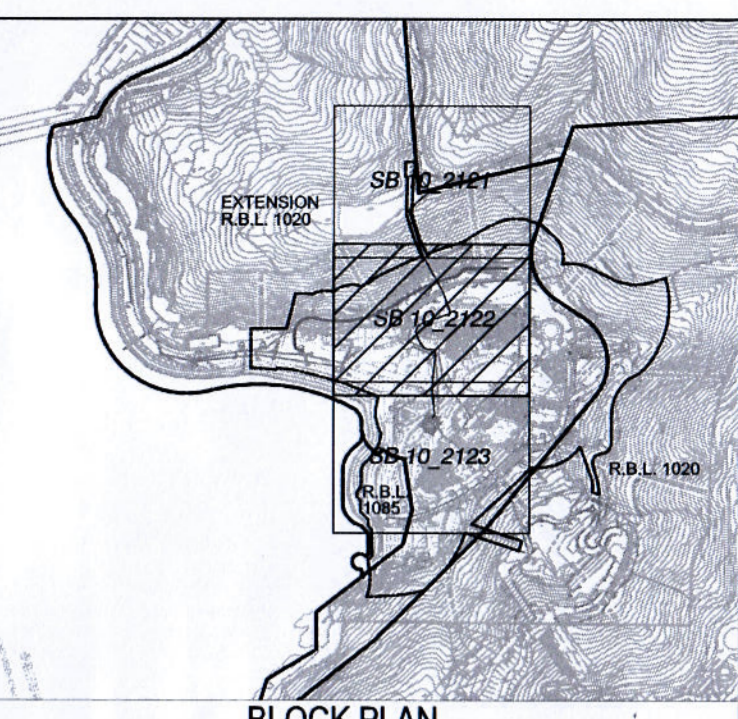 SB 10_2121
EXTENSION
R.B.L. 1020
SB 10_2122
SB 10_2123
R.B.L. 1020
R.B.L.
1085
BLOCK PLAN